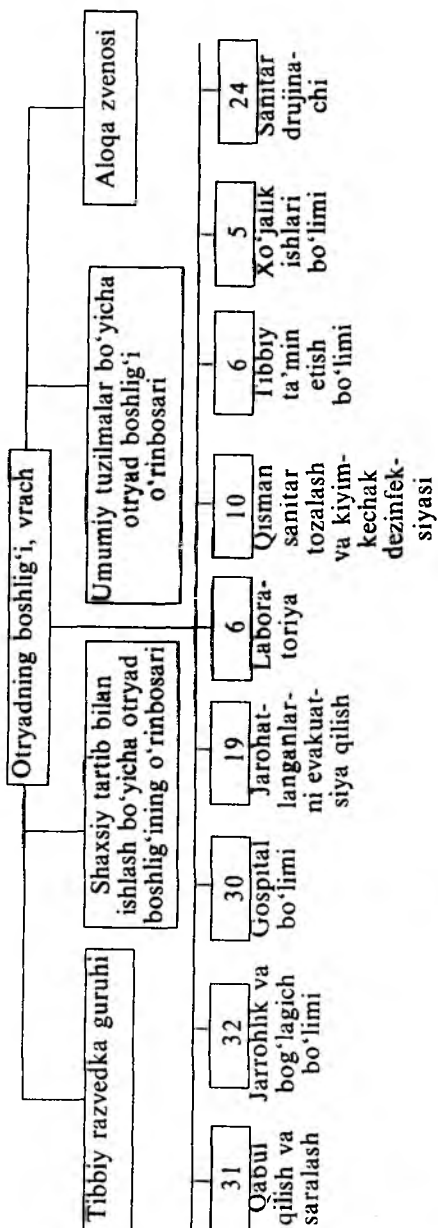 Otryadning boshlig‘i, vrach
Tibbiy razvedka guruhi
Shaxsiy tartib bilan
ishlash bo‘yicha otryad
boshlig‘ining o‘rinbosari
Umumiy tuzilmalar bo‘yicha
otryad boshlig‘i
o‘rinbosari
Aloqa zvenosi
31
Qabul
qilish va
saralash
32
Jarrohlik va
bog‘lagich
bo‘limi
30
Gospital
bo‘limi
19
Jarohat-
langanlar-
ni evakuat-
siya qilish
6
Labora-
toriya
10
Qisman
sanitar
tozalash
va kiyim-
kechak
dezinfek-
siyasi
6
Tibbiy
ta’min
etish
bo‘limi
5
Xo‘jalik
ishlari
bo‘limi
24
Sanitar
drujina-
chi